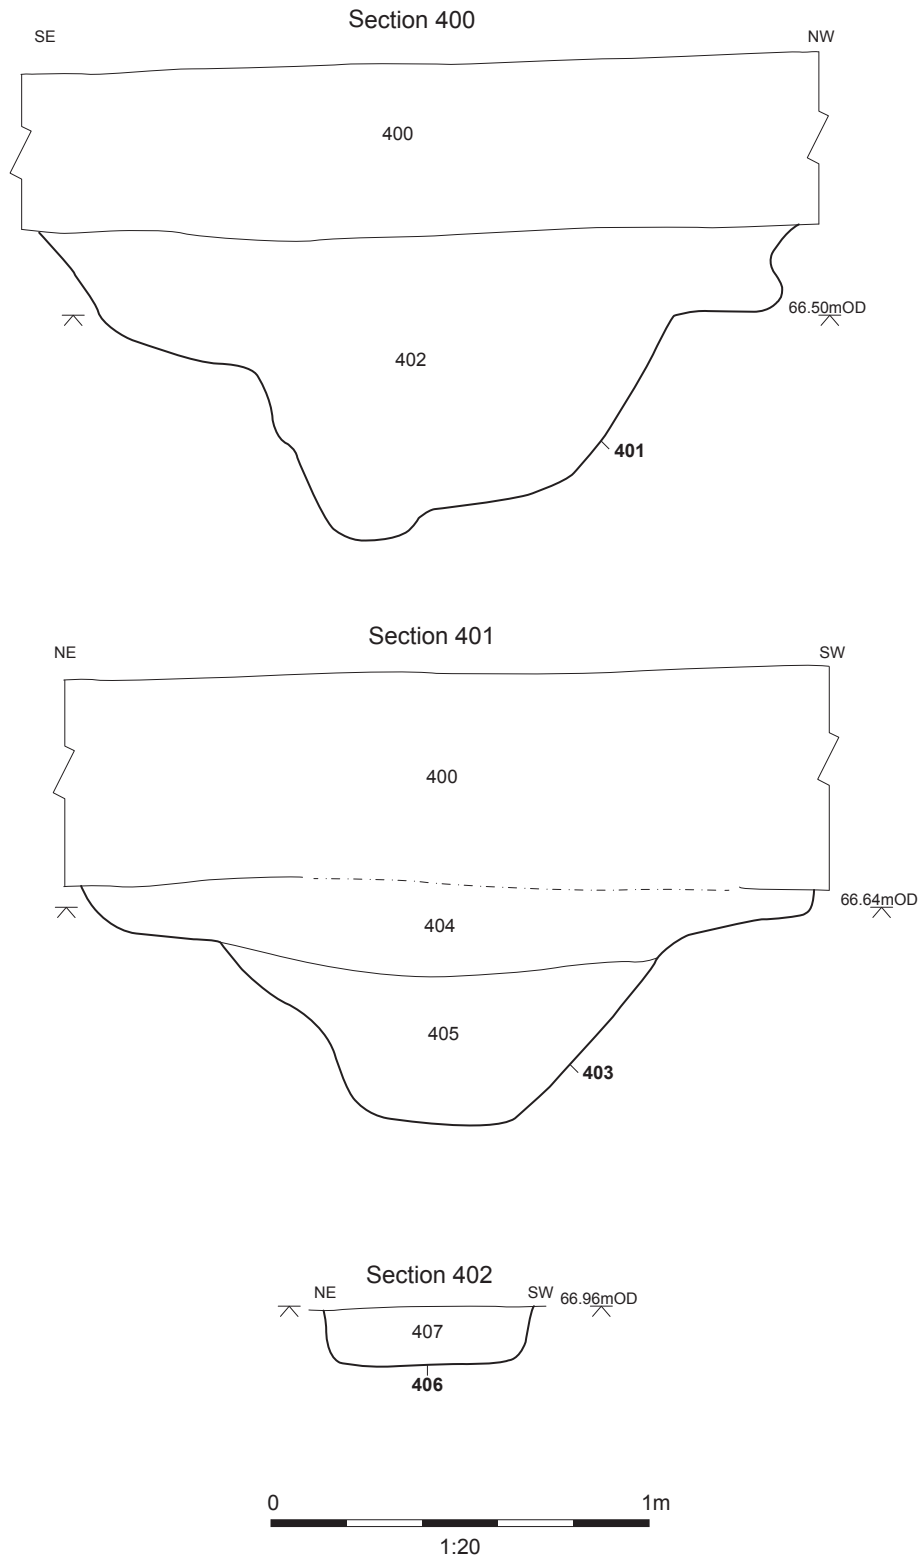 Section 400
SE NW
400
66.50mOD
402
401
Section 401
NE SW
400
66.64mOD
404
405
403
Section 402
NE SW 66.96mOD
407
406
0 1m
1:20